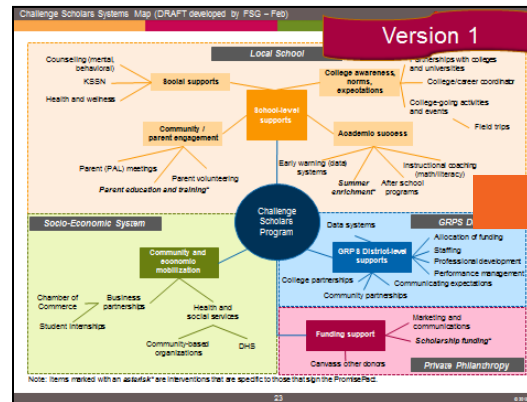 Challenge Scholars Systems Map (DRAFT developed by FSG – Feb)
Version 1
Local School
Counseling (mental,
behavioral)
KSSN
Health and wellness
Social supports
College awareness,
norms,
expectations
Partnerships with colleges
and universities
College/career coordinator
College-going activities
and events
Field trips
School-level
supports
Community /
parent engagement
Academic success
Parent (PAL) meetings
Parent volunteering
Parent education and training*
Early warning (data)
systems
Summer
enrichment*
After school
programs
Instructional coaching
(math/literacy)
Challenge
Scholars
Program
Socio-Economic System
Community and
economic
mobilization
Chamber of
Commerce
Business
partnerships
Student internships
Health and
social services
Community-based
organizations
DHS
GRPS D
Data systems
GRPS District-level
supports
Allocation of funding
Staffing
Professional development
Performance management
Communicating expectations
College partnerships
Community partnerships
Funding support
Marketing and
communications
Scholarship funding*
Canvass other donors
Private Philanthropy
Note: Items marked with an asterisk* are interventions that are specific to those that sign the PromisePact.
23